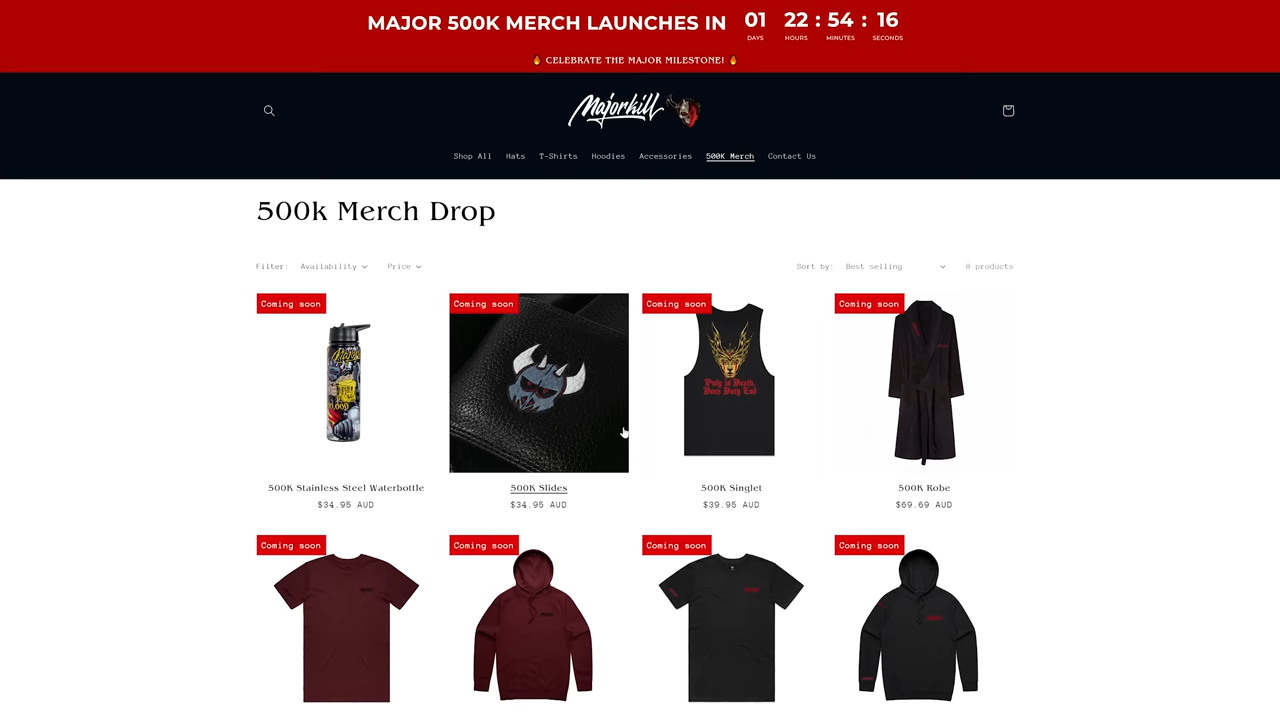 MAJOR 500K MERCH LAUNCHES IN 01 22 : 54 : 16
DAYS HOURS MINUTES SECONDS
🔥 CELEBRATE THE MAJOR MILESTONE! 🔥
Majorkill
Shop All Hats T-Shirts Hoodies Accessories 500K Merch Contact Us
500k Merch Drop
Filter: Availability Price Sort by: Best selling 8 products
Coming soon Coming soon Coming soon Coming soon
Only in Death,
Does Duty End
500K Stainless Steel Waterbottle 500K Slides 500K Singlet 500K Robe
$34.95 AUD $34.95 AUD $39.95 AUD $69.69 AUD
Coming soon Coming soon Coming soon Coming soon